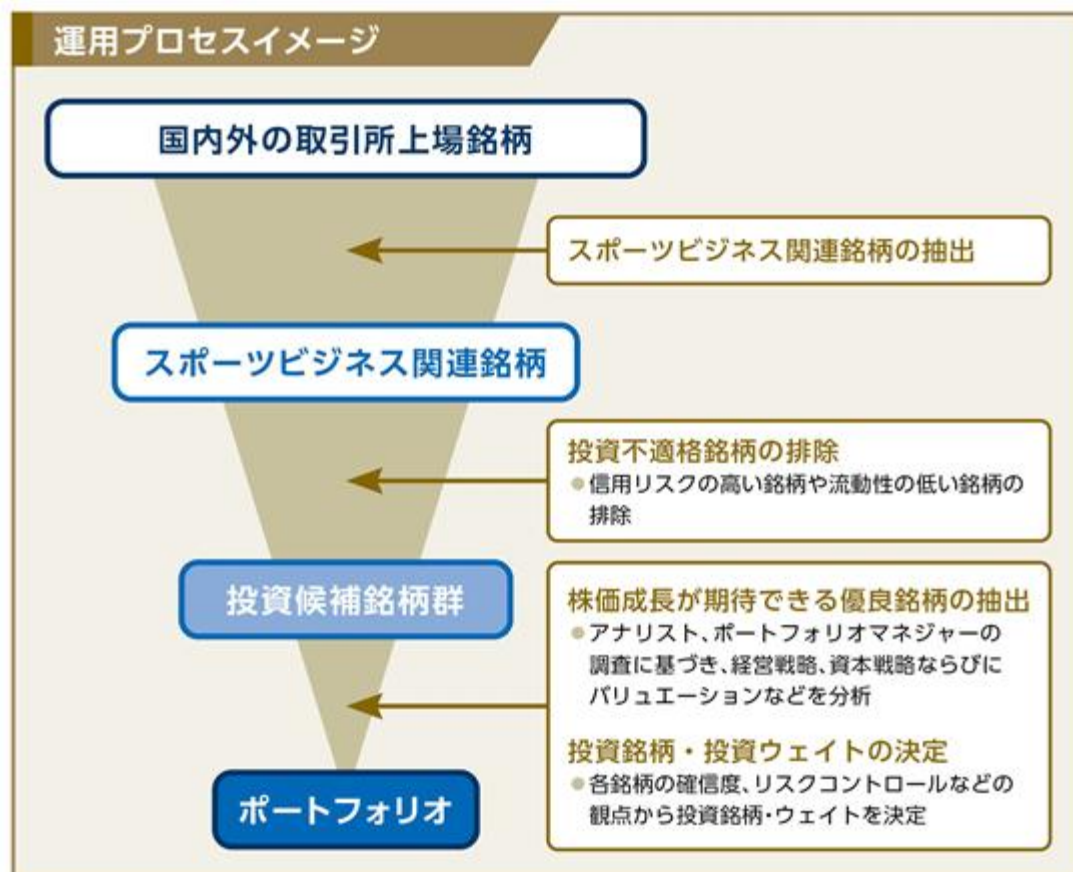 運用プロセスイメージ
国内外の取引所上場銘柄
スポーツビジネス関連銘柄の抽出
スポーツビジネス関連銘柄
投資不適格銘柄の排除
●信用リスクの高い銘柄や流動性の低い銘柄の
排除
投資候補銘柄群
株価成長が期待できる優良銘柄の抽出
●アナリスト、ポートフォリオマネジャーの
調査に基づき、経営戦略、資本戦略ならびに
バリュエーションなどを分析
投資銘柄・投資ウェイトの決定
●各銘柄の確信度、リスクコントロールなどの
観点から投資銘柄・ウェイトを決定
ポートフォリオ